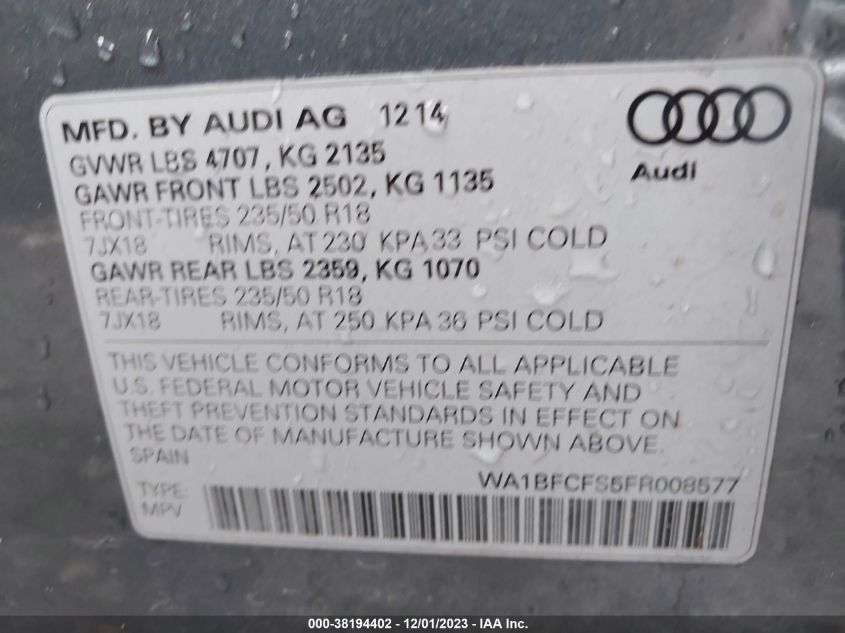 MFD. BY AUDI AG 12 14
Audi
GVWR LBS 4707, KG 2135
GAWR FRONT LBS 2502, KG 1135
FRONT-TIRES 235/50 R18
7JX18 RIMS, AT 230 KPA 33 PSI COLD
GAWR REAR LBS 2359, KG 1070
REAR-TIRES 235/50 R18
7JX18 RIMS, AT 250 KPA 36 PSI COLD
THIS VEHICLE CONFORMS TO ALL APPLICABLE
U.S. FEDERAL MOTOR VEHICLE SAFETY AND
THEFT PREVENTION STANDARDS IN EFFECT ON
THE DATE OF MANUFACTURE SHOWN ABOVE.
SPAIN
WA1BFCFS5FR008577
TYPE:
MPV
000-38194402 - 12/01/2023 - IAA Inc.